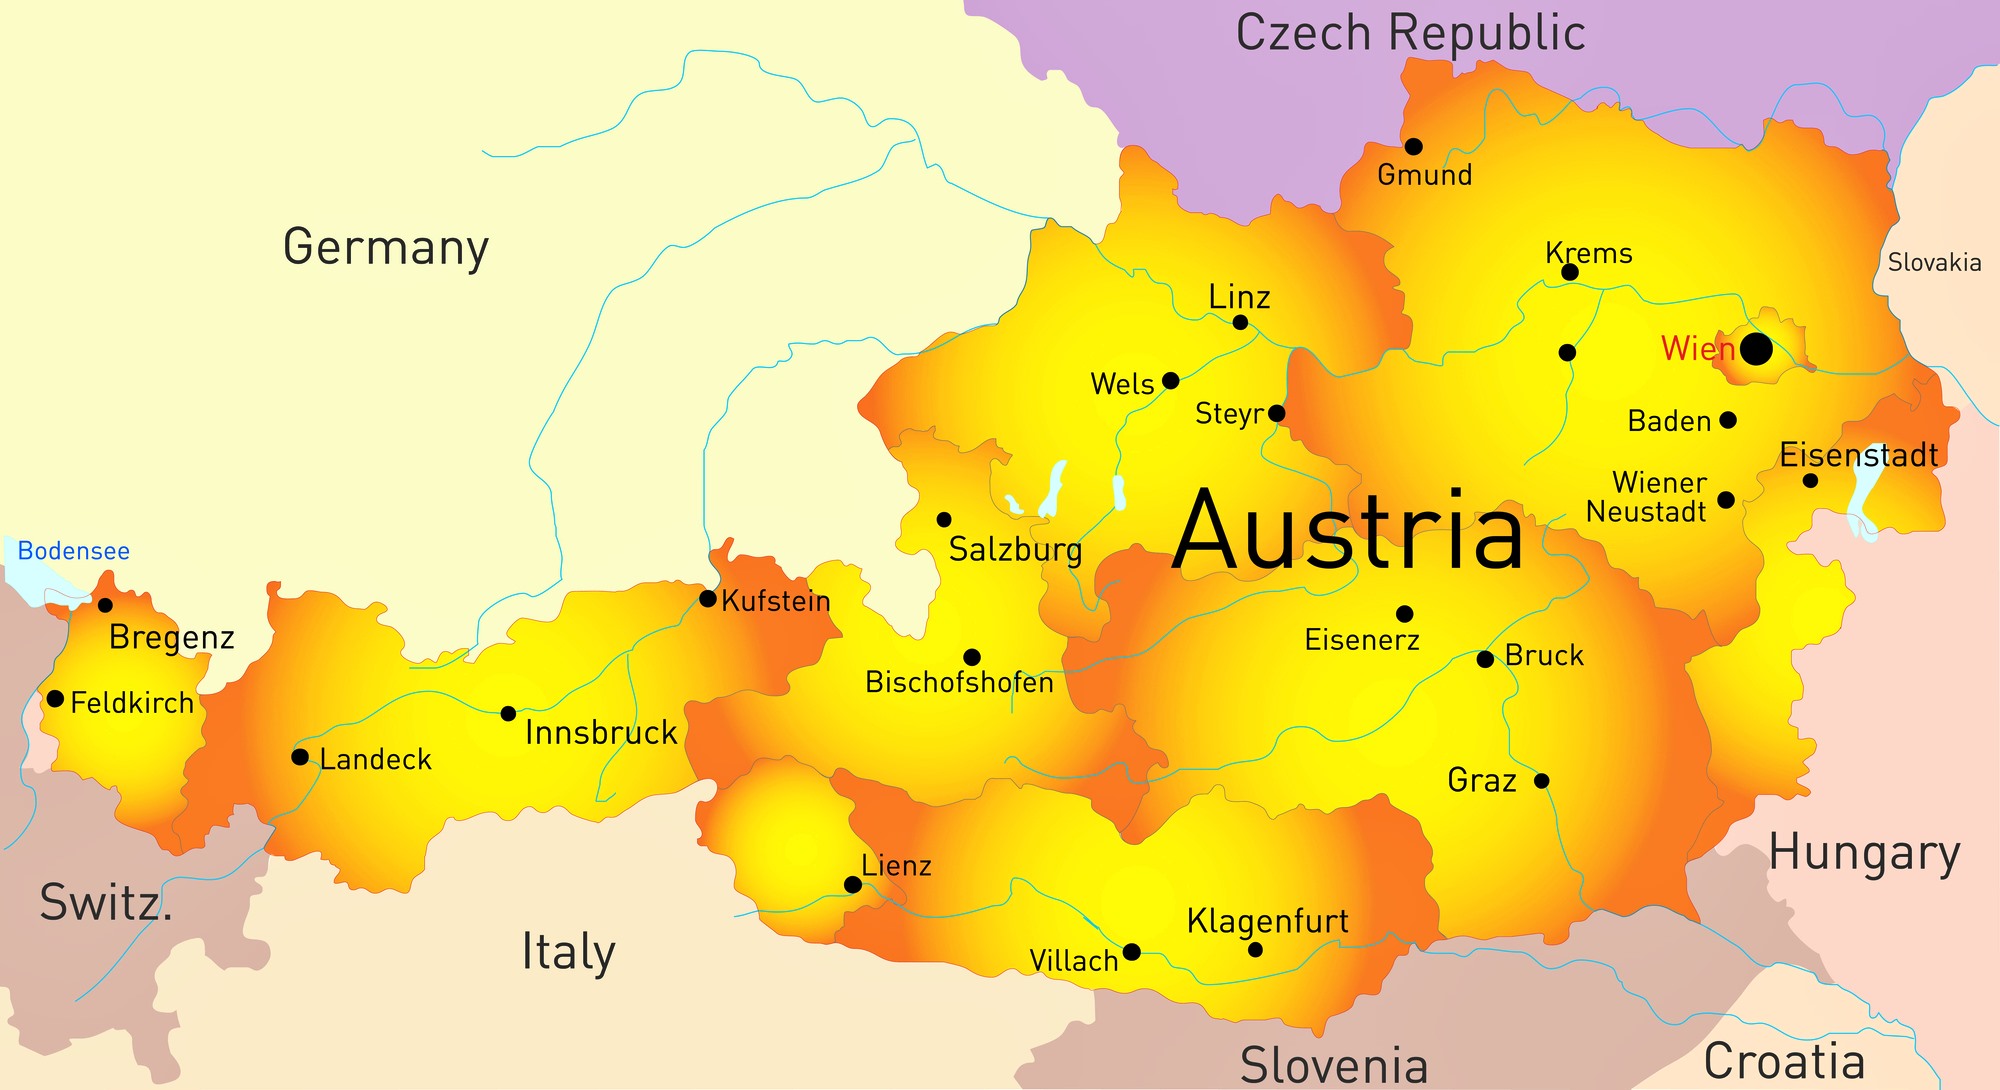 Czech Republic
Gmund
Germany
Krems
Slovakia
Linz
Wien
Wels
Steyr
Baden
Eisenstadt
Wiener
Neustadt
Austria
Salzburg
Bodensee
Kufstein
Bregenz
Eisenerz
Bruck
Bischofshofen
Feldkirch
Innsbruck
Landeck
Graz
Hungary
Lienz
Switz.
Klagenfurt
Italy
Villach
Slovenia
Croatia